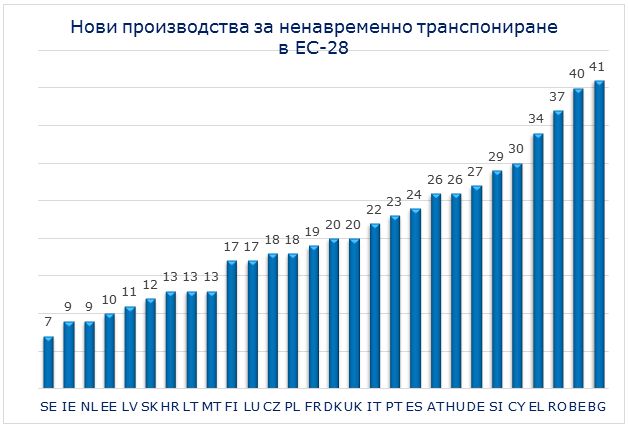 Нови производства за ненавременно транспониране
в ЕС-28
7 9 9 10 11 12 13 13 13 17 17 18 18 19 20 20 22 23 24 26 26 27 29 30 34 37 40 41
SE IE NL EE LV SK HR LT MT FI LU CZ PL FR DK UK IT PT ES AT HU DE SI CY EL RO BE BG